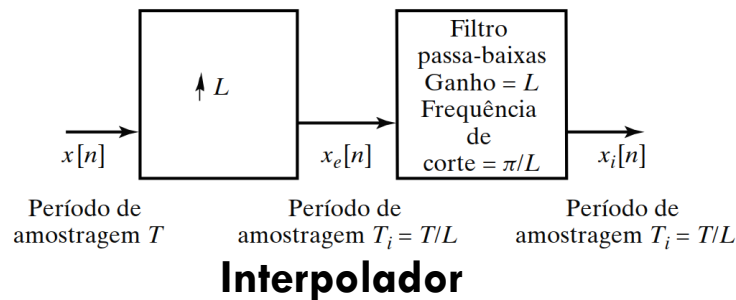 ↑ L
Filtro
passa-baixas
Ganho = L
Frequência
de
corte = π/L
x[n]
xₑ[n]
xᵢ[n]
Período de
amostragem T
Período de
amostragem Tᵢ = T/L
Período de
amostragem Tᵢ = T/L
Interpolador